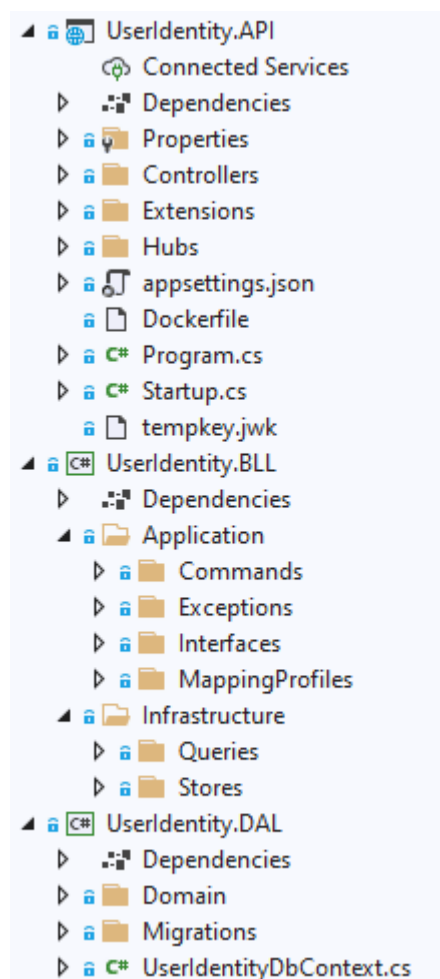 UserIdentity.API
Connected Services
Dependencies
Properties
Controllers
Extensions
Hubs
appsettings.json
Dockerfile
C# Program.cs
C# Startup.cs
tempkey.jwk
C# UserIdentity.BLL
Dependencies
Application
Commands
Exceptions
Interfaces
MappingProfiles
Infrastructure
Queries
Stores
C# UserIdentity.DAL
Dependencies
Domain
Migrations
C# UserIdentityDbContext.cs